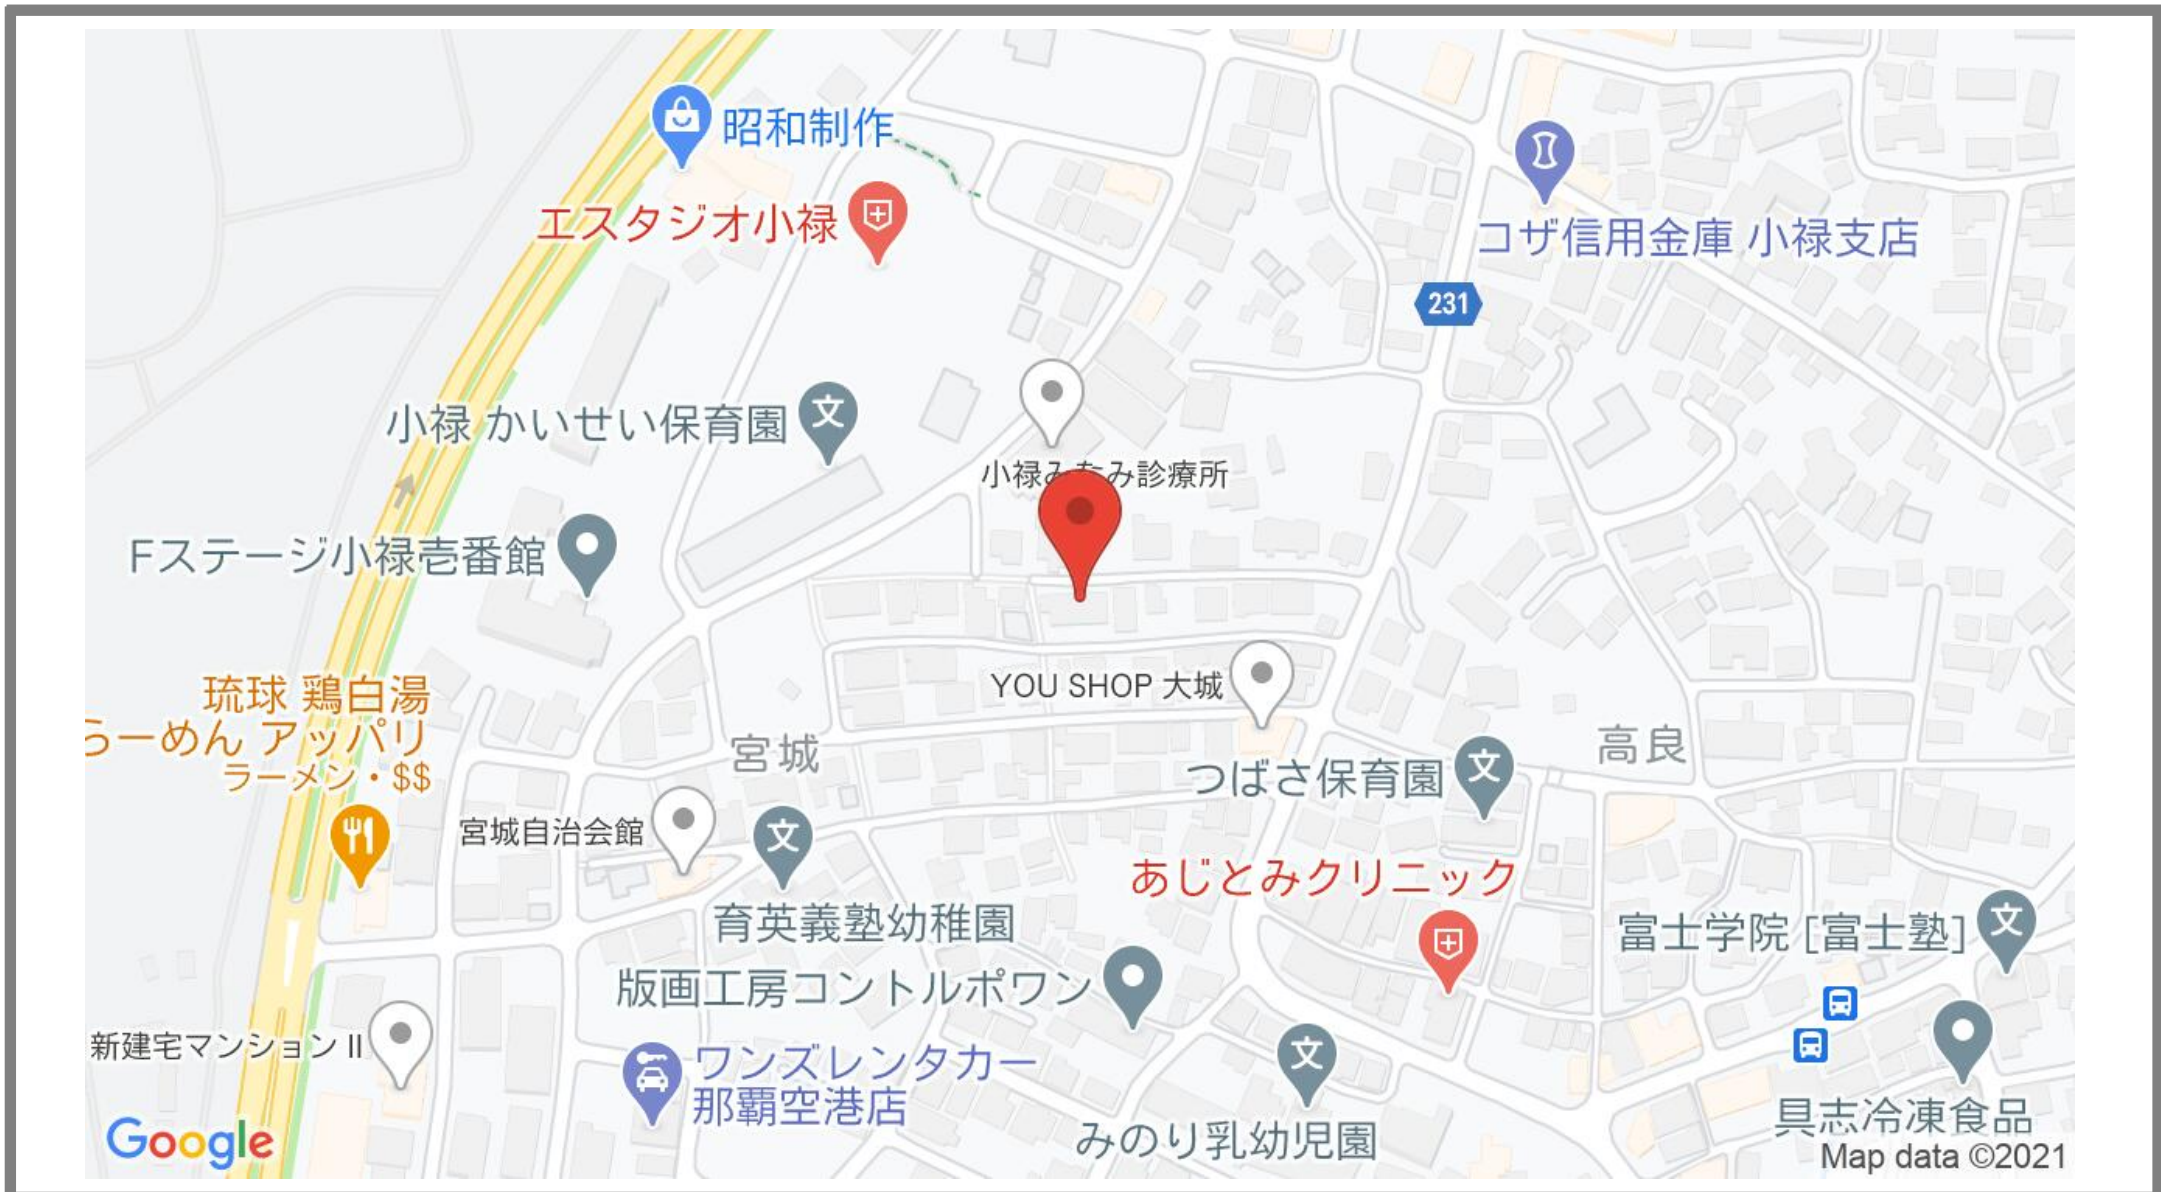 昭和制作
エスタジオ小禄
コザ信用金庫 小禄支店
231
小禄 かいせい保育園
小禄みなみ診療所
Fステージ小禄壱番館
琉球 鶏白湯
らーめん アッパリ
ラーメン・$$
YOU SHOP 大城
宮城
高良
つばさ保育園
宮城自治会館
あじとみクリニック
育英義塾幼稚園
富士学院 [富士塾]
版画工房コントルポワン
新建宅マンション II
ワンズレンタカー
那覇空港店
みのり乳幼児園
具志冷凍食品
Google
Map data ©2021